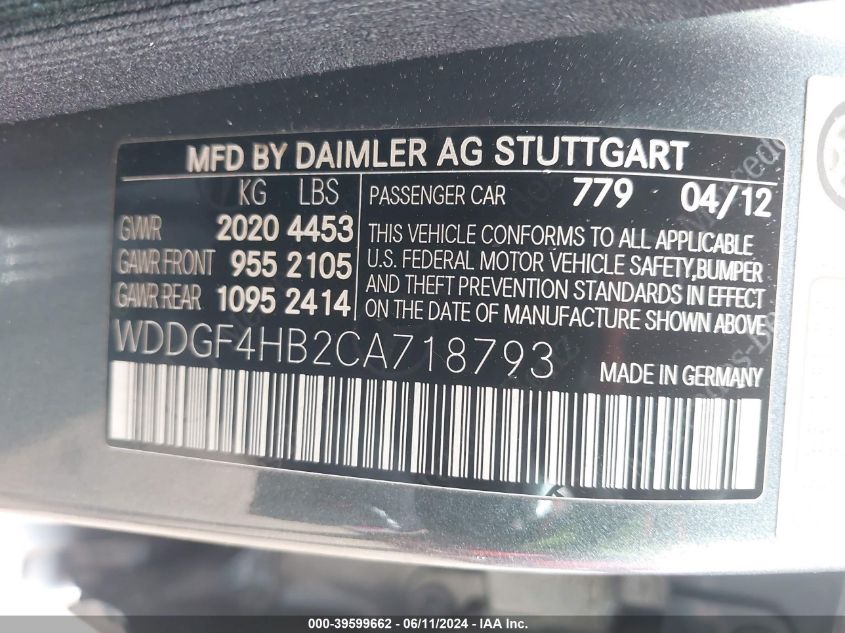 MFD BY DAIMLER AG STUTTGART
KG LBS
GVWR 2020 4453
GAWR FRONT 955 2105
GAWR REAR 1095 2414
PASSENGER CAR 779 04/12
THIS VEHICLE CONFORMS TO ALL APPLICABLE
U.S. FEDERAL MOTOR VEHICLE SAFETY,BUMPER
AND THEFT PREVENTION STANDARDS IN EFFECT
ON THE DATE OF MANUFACTURE SHOWN ABOVE
WDDGF4HB2CA718793
MADE IN GERMANY
000-39599662 - 06/11/2024 - IAAI Inc.